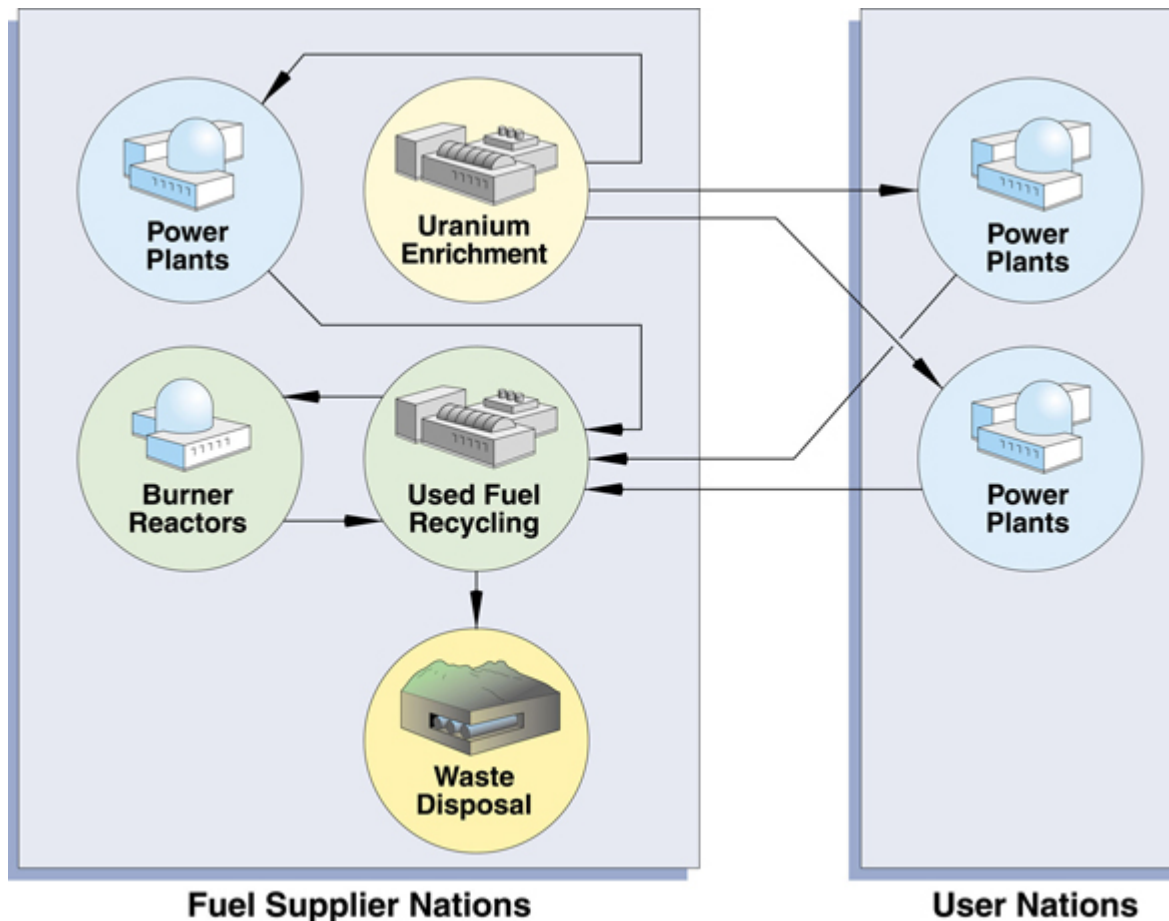 Power
Plants
Uranium
Enrichment
Power
Plants
Burner
Reactors
Used Fuel
Recycling
Power
Plants
Waste
Disposal
Fuel Supplier Nations
User Nations